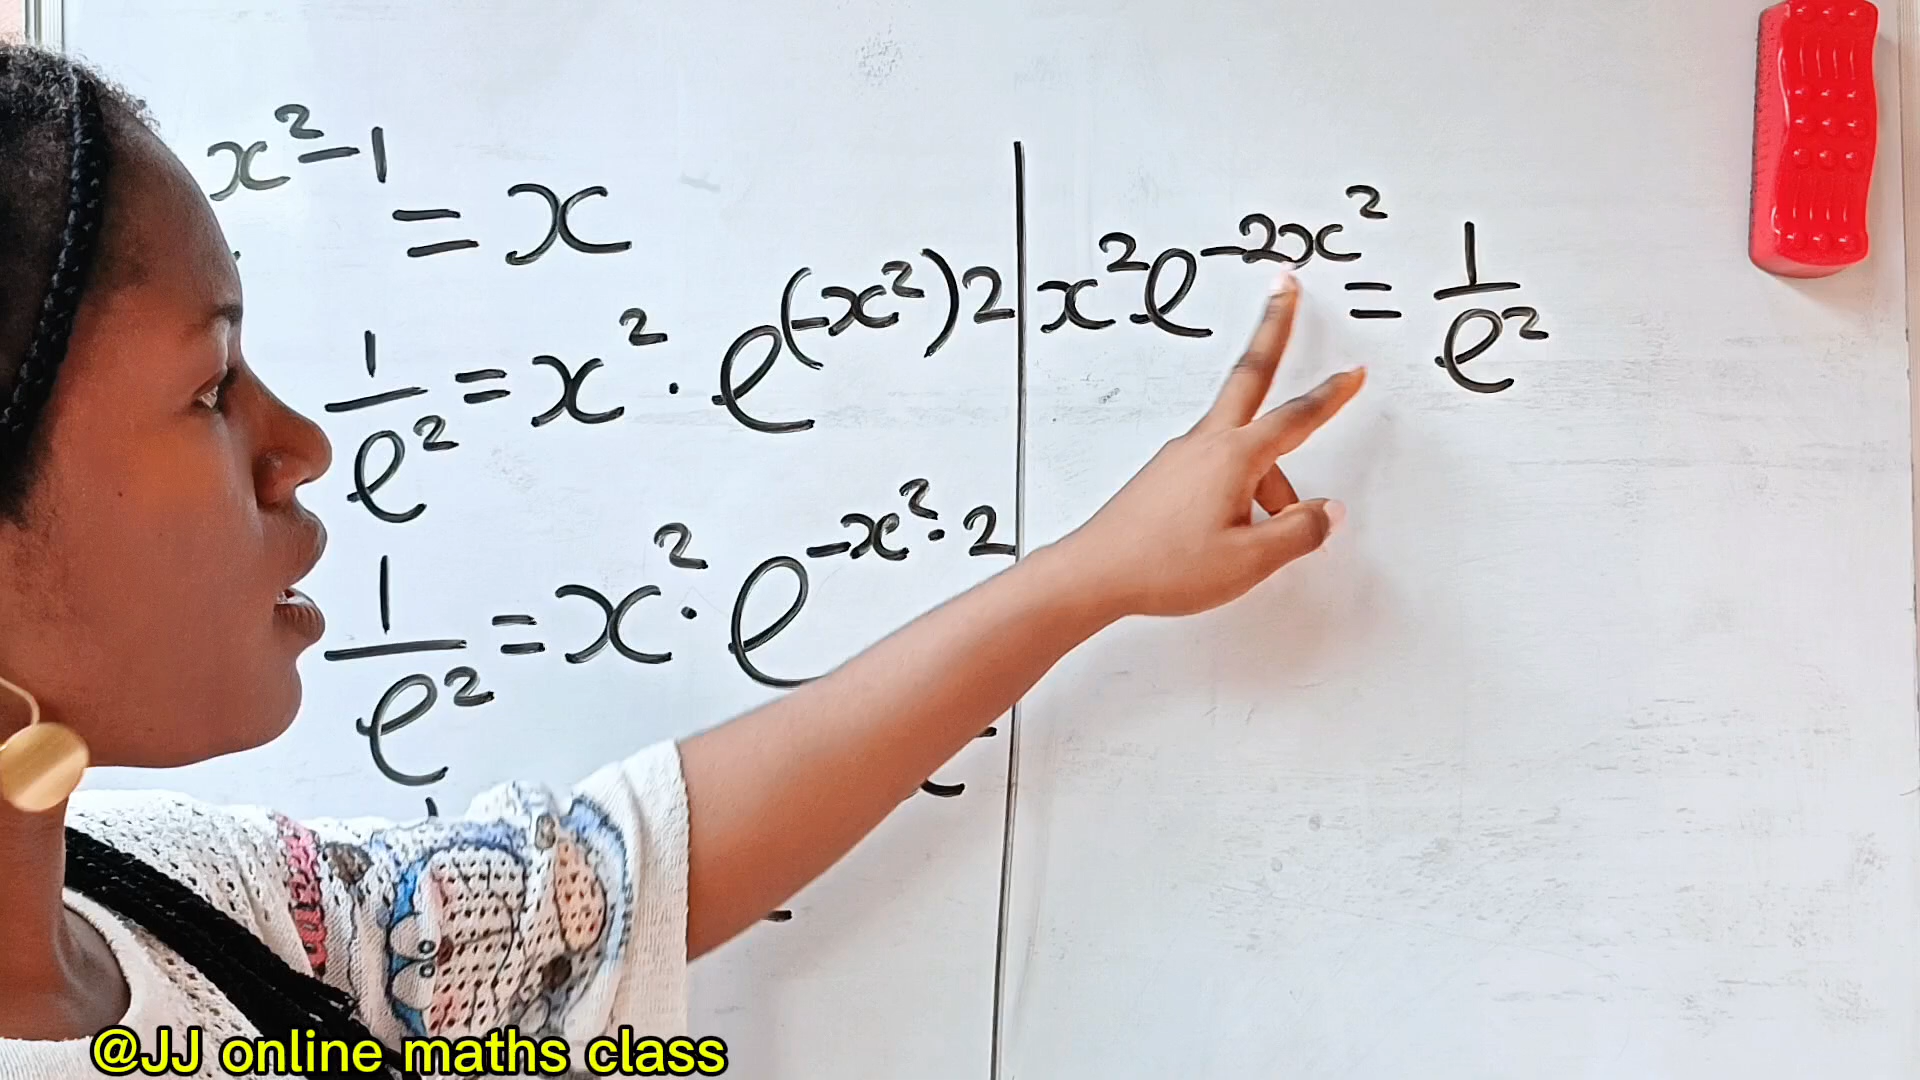 x²-1 = x
1/e² = x² · e^(-x²)2
1/e² = x² · e^-x²·2
x² · e^-2x² = 1/e²
@JJ online maths class